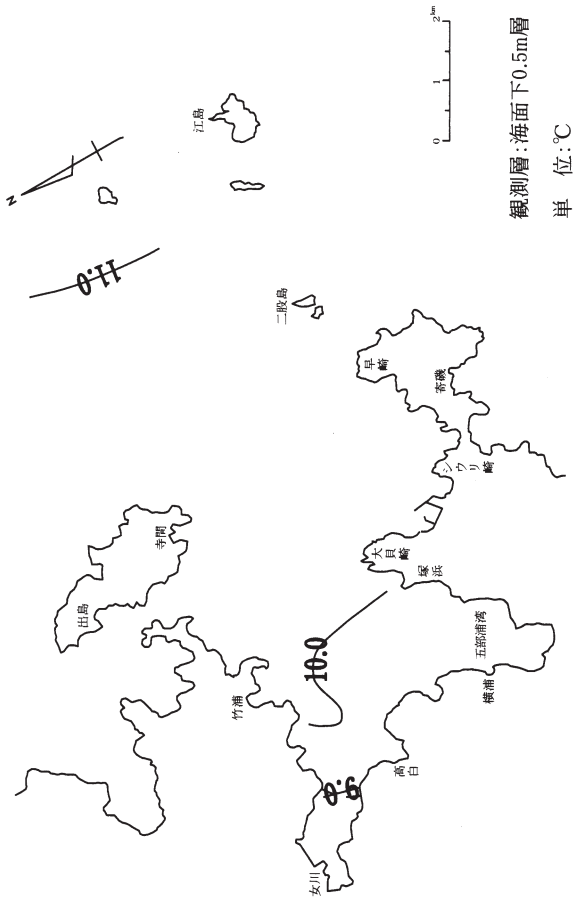 女川
高白
横浦
五部浦湾
塚浜
大貝崎
シウリ崎
寄磯
早崎
二股島
江島
竹浦
出島
寺間
N
9.0
10.0
11.0
0 1 2km
観測層:海面下0.5m層
単 位:℃